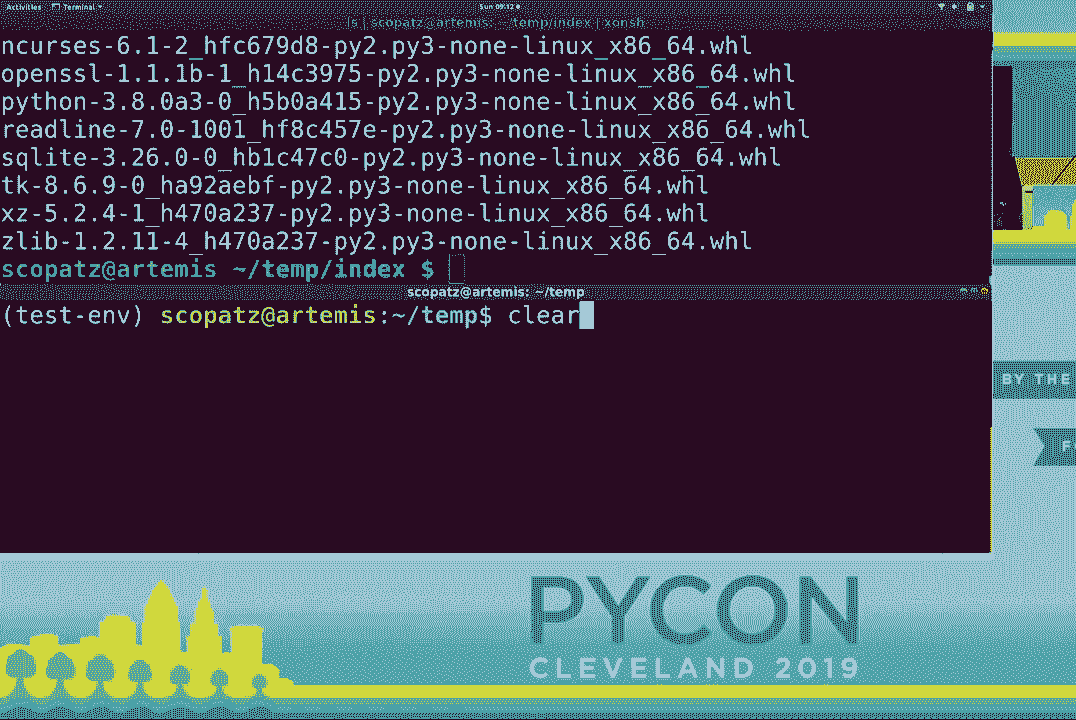 Activities Terminal Sun 09:12
ls | scopatz@artemis: ~/temp/index | xonsh
ncurses-6.1-2_hfc679d8-py2.py3-none-linux_x86_64.whl
openssl-1.1.1b-1_h14c3975-py2.py3-none-linux_x86_64.whl
python-3.8.0a3-0_h5b0a415-py2.py3-none-linux_x86_64.whl
readline-7.0-1001_hf8c457e-py2.py3-none-linux_x86_64.whl
sqlite-3.26.0-0_hb1c47c0-py2.py3-none-linux_x86_64.whl
tk-8.6.9-0_ha92aebf-py2.py3-none-linux_x86_64.whl
xz-5.2.4-1_h470a237-py2.py3-none-linux_x86_64.whl
zlib-1.2.11-4_h470a237-py2.py3-none-linux_x86_64.whl
scopatz@artemis ~/temp/index $
scopatz@artemis: ~/temp
(test-env) scopatz@artemis:~/temp$ clear
BY THE
F
PYCON
CLEVELAND 2019